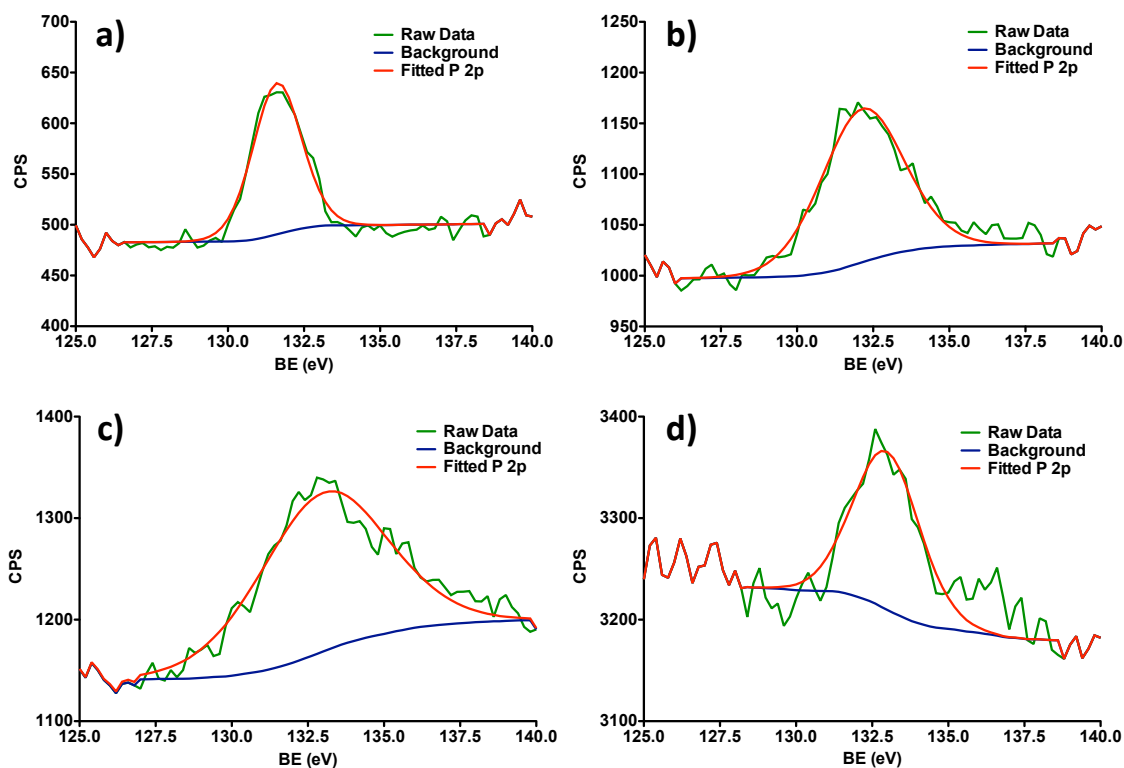 a)
700
650
600
550
500
450
400
CPS
125.0 127.5 130.0 132.5 135.0 137.5 140.0
BE (eV)
Raw Data
Background
Fitted P 2p
b)
1250
1200
1150
1100
1050
1000
950
CPS
125.0 127.5 130.0 132.5 135.0 137.5 140.0
BE (eV)
Raw Data
Background
Fitted P 2p
c)
1400
1300
1200
1100
CPS
125.0 127.5 130.0 132.5 135.0 137.5 140.0
BE (eV)
Raw Data
Background
Fitted P 2p
d)
3400
3300
3200
3100
CPS
125.0 127.5 130.0 132.5 135.0 137.5 140.0
BE (eV)
Raw Data
Background
Fitted P 2p